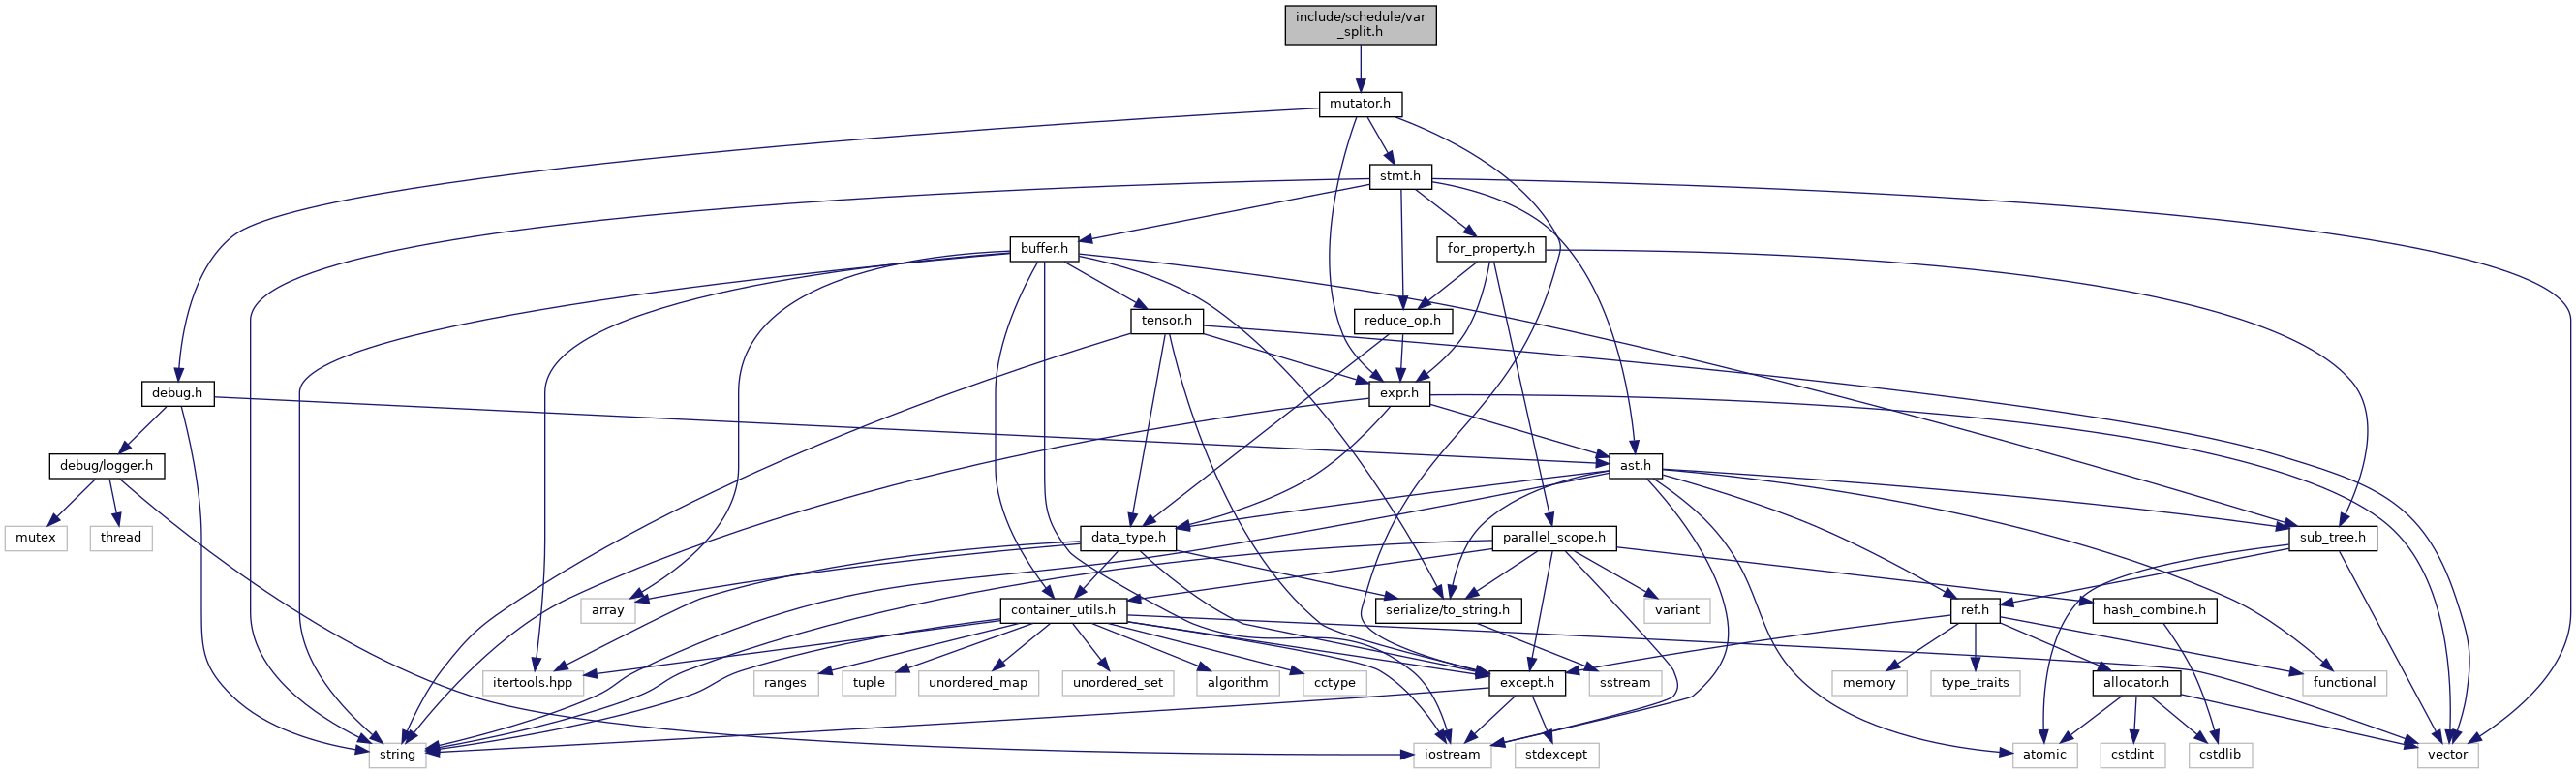 include/schedule/var
_split.h
mutator.h
stmt.h
buffer.h
for_property.h
tensor.h
reduce_op.h
debug.h
expr.h
debug/logger.h
ast.h
mutex
thread
data_type.h
parallel_scope.h
sub_tree.h
array
container_utils.h
serialize/to_string.h
variant
hash_combine.h
ref.h
itertools.hpp
ranges
tuple
unordered_map
unordered_set
algorithm
cctype
except.h
sstream
memory
type_traits
allocator.h
functional
string
iostream
stdexcept
atomic
cstdint
cstdlib
vector